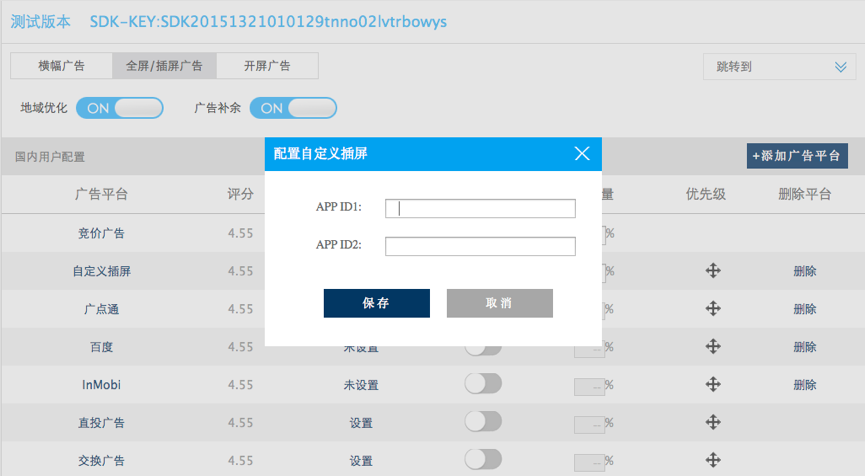 测试版本 SDK-KEY:SDK20151321010129tnno02lvtrbowys
横幅广告 全屏/插屏广告 开屏广告 跳转到
地域优化 ON 广告补余 ON
国内用户配置 +添加广告平台
配置自定义插屏
广告平台 评分 量 优先级 删除平台
APP ID1:
竞价广告 4.55 %
APP ID2:
自定义插屏 4.55 % 删除
保存 取消
广点通 4.55 % 删除
百度 4.55 未设置 -- % 删除
InMobi 4.55 未设置 -- % 删除
直投广告 4.55 设置 -- %
交换广告 4.55 设置 -- %